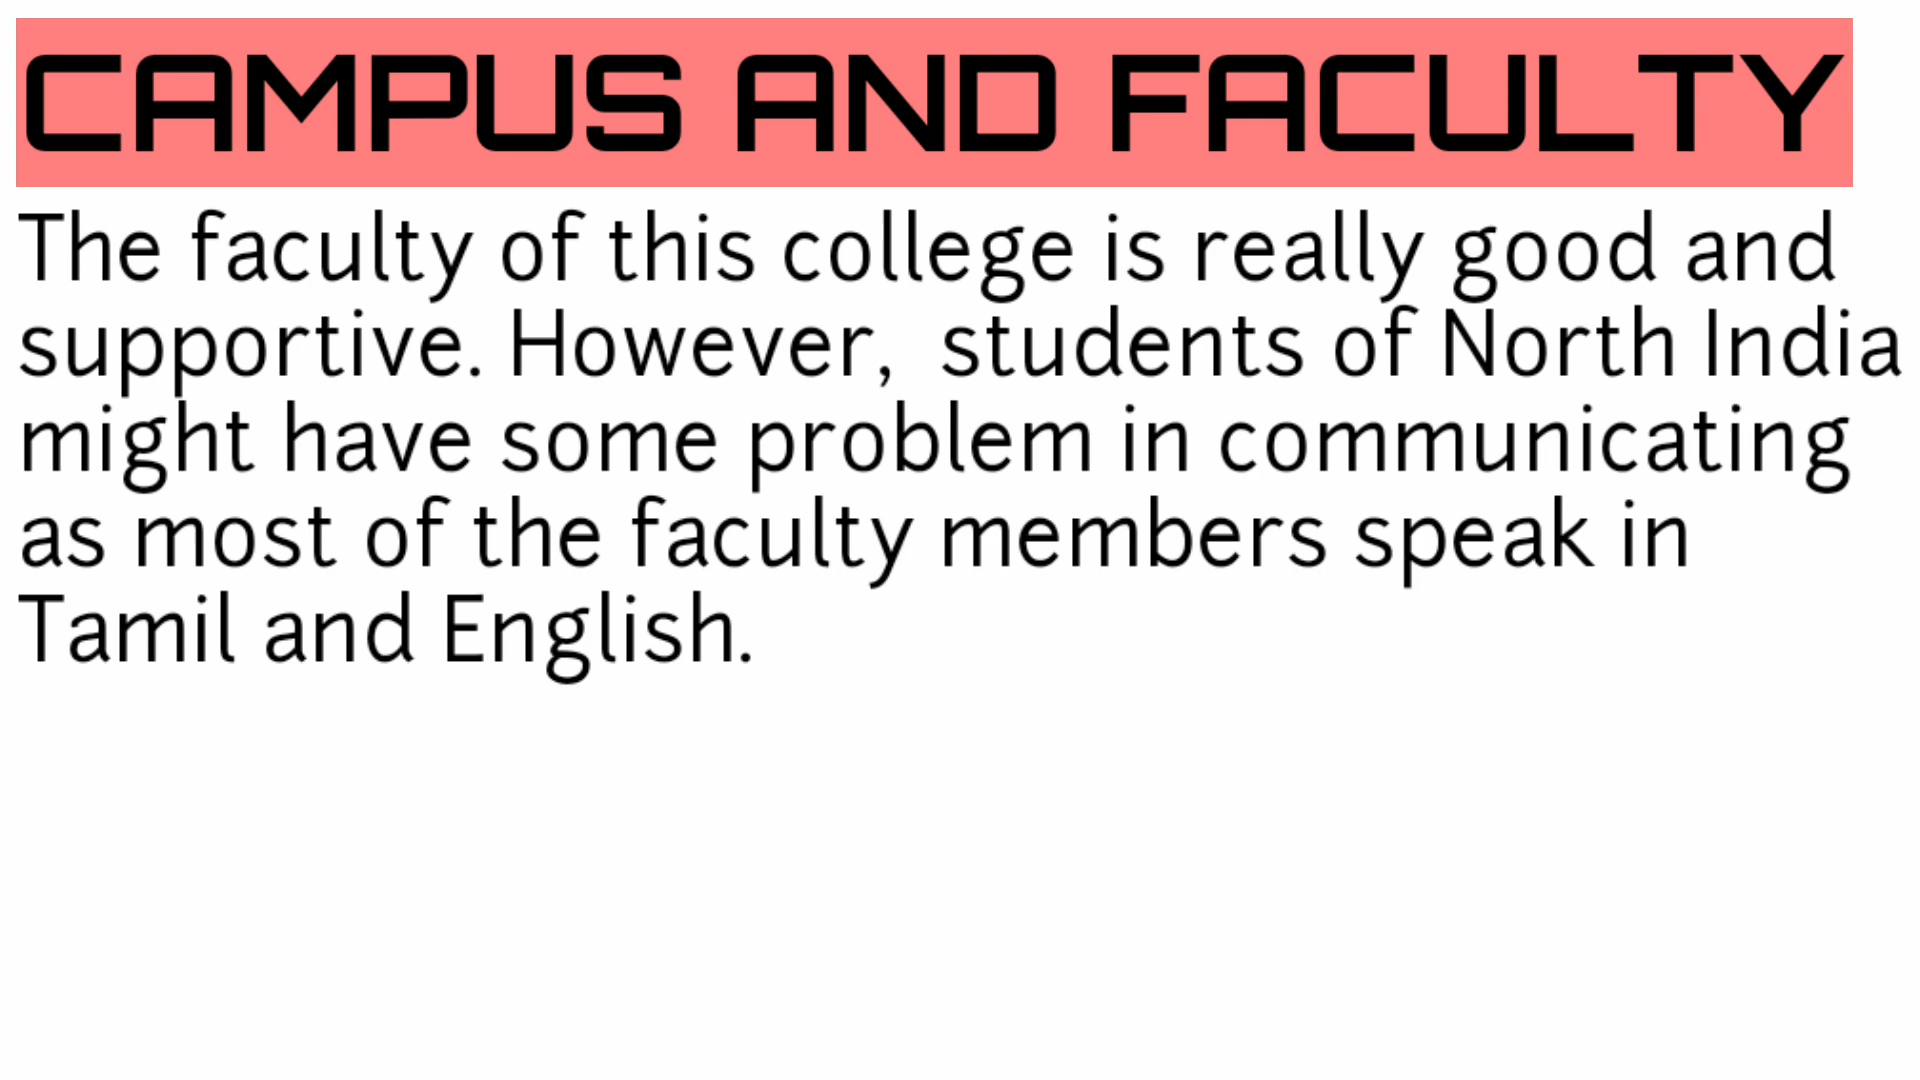 CAMPUS AND FACULTY
The faculty of this college is really good and
supportive. However,  students of North India
might have some problem in communicating
as most of the faculty members speak in
Tamil and English.